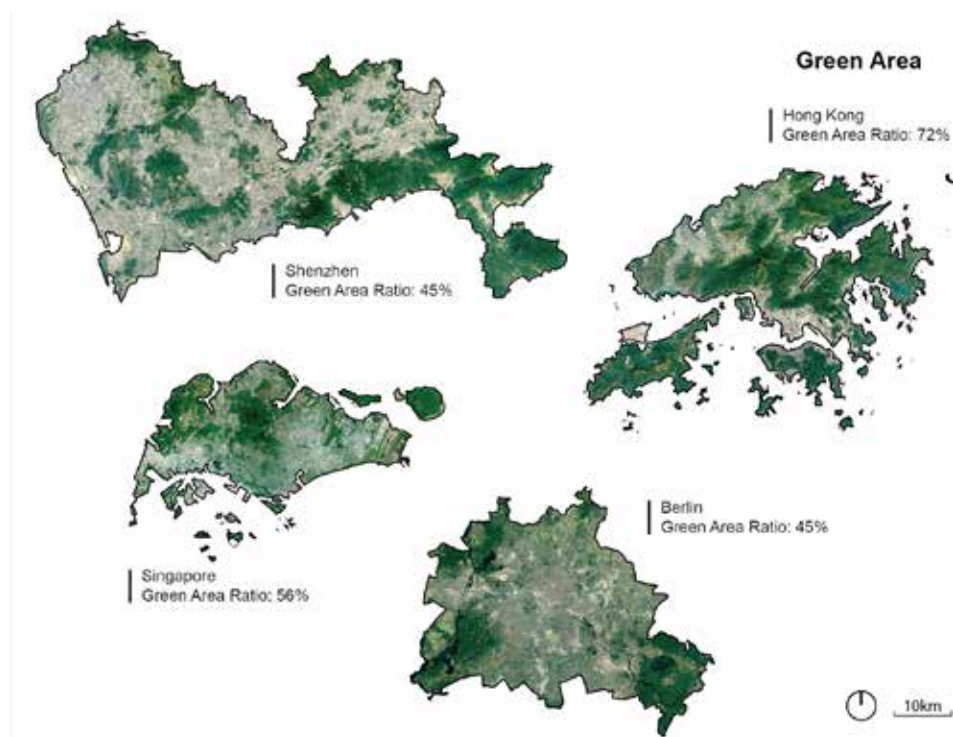 Green Area
Hong Kong
Green Area Ratio: 72%
Shenzhen
Green Area Ratio: 45%
Berlin
Green Area Ratio: 45%
Singapore
Green Area Ratio: 56%
10km